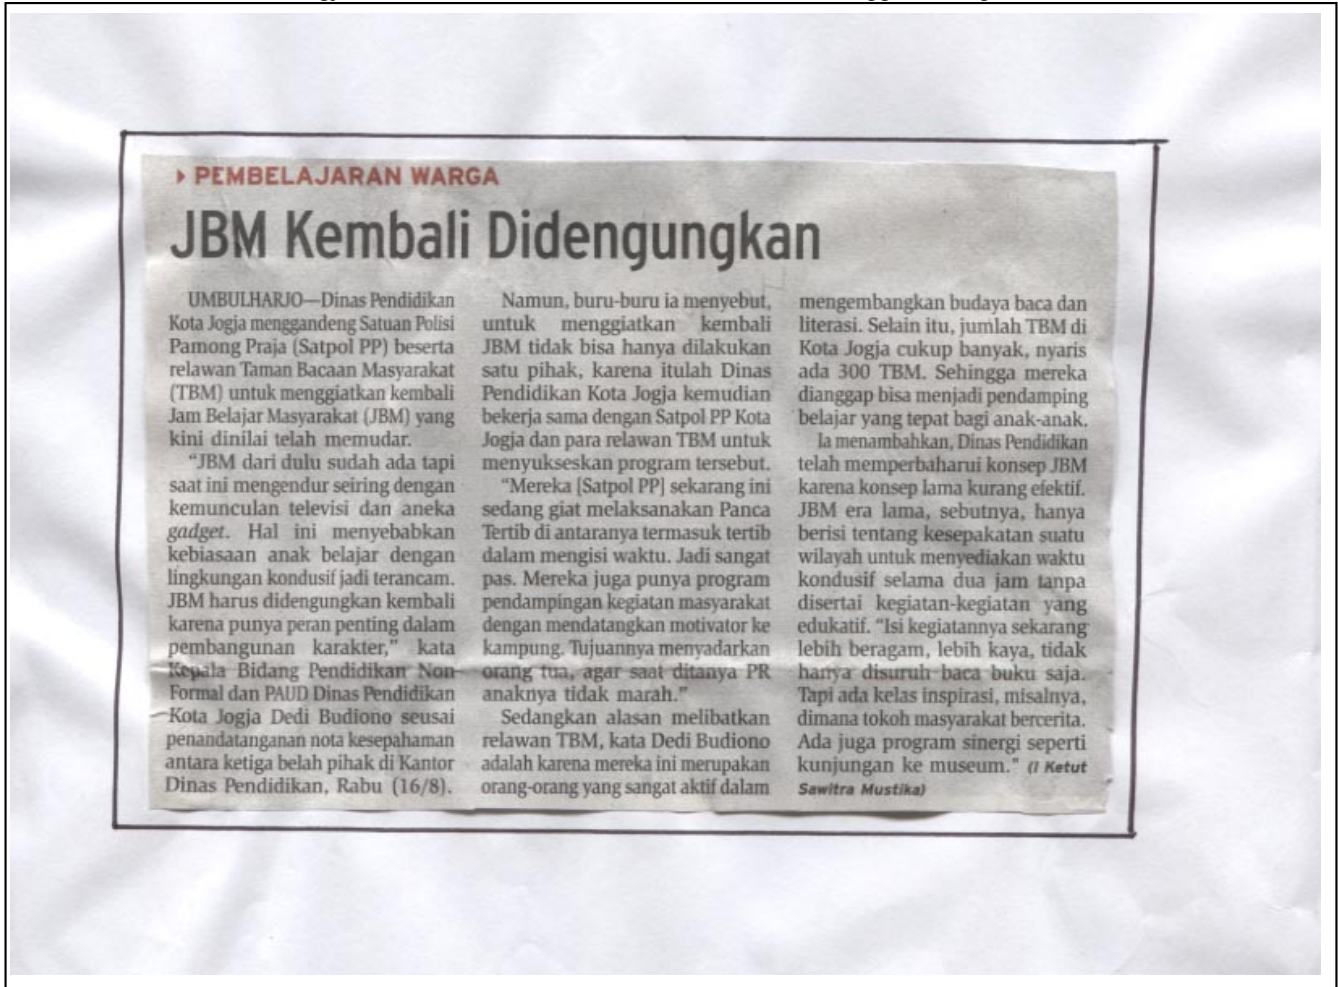 PEMBELAJARAN WARGA
JBM Kembali Didengungkan
UMBULHARJO—Dinas Pendidikan
Kota Jogja menggandeng Satuan Polisi
Pamong Praja (Satpol PP) beserta
relawan Taman Bacaan Masyarakat
(TBM) untuk menggiatkan kembali
Jam Belajar Masyarakat (JBM) yang
kini dinilai telah memudar.
“JBM dari dulu sudah ada tapi
saat ini mengendur seiring dengan
kemunculan televisi dan aneka
gadget. Hal ini menyebabkan
kebiasaan anak belajar dengan
lingkungan kondusif jadi terancam.
JBM harus didengungkan kembali
karena punya peran penting dalam
pembangunan karakter,” kata
Kepala Bidang Pendidikan Non-
Formal dan PAUD Dinas Pendidikan
Kota Jogja Dedi Budiono seusai
penandatanganan nota kesepahaman
antara ketiga belah pihak di Kantor
Dinas Pendidikan, Rabu (16/8).
Namun, buru-buru ia menyebut,
untuk menggiatkan kembali
JBM tidak bisa hanya dilakukan
satu pihak, karena itulah Dinas
Pendidikan Kota Jogja kemudian
bekerja sama dengan Satpol PP Kota
Jogja dan para relawan TBM untuk
menyukseskan program tersebut.
“Mereka [Satpol PP] sekarang ini
sedang giat melaksanakan Panca
Tertib di antaranya termasuk tertib
dalam mengisi waktu. Jadi sangat
pas. Mereka juga punya program
pendampingan kegiatan masyarakat
dengan mendatangkan motivator ke
kampung. Tujuannya menyadarkan
orang tua, agar saat ditanya PR
anaknya tidak marah.”
Sedangkan alasan melibatkan
relawan TBM, kata Dedi Budiono
adalah karena mereka ini merupakan
orang-orang yang sangat aktif dalam
mengembangkan budaya baca dan
literasi. Selain itu, jumlah TBM di
Kota Jogja cukup banyak, nyaris
ada 300 TBM. Sehingga mereka
dianggap bisa menjadi pendamping
belajar yang tepat bagi anak-anak.
Ia menambahkan, Dinas Pendidikan
telah memperbaharui konsep JBM
karena konsep lama kurang efektif.
JBM era lama, sebutnya, hanya
berisi tentang kesepakatan suatu
wilayah untuk menyediakan waktu
kondusif selama dua jam tanpa
disertai kegiatan-kegiatan yang
edukatif. “Isi kegiatannya sekarang
lebih beragam, lebih kaya, tidak
hanya disuruh baca buku saja.
Tapi ada kelas inspirasi, misalnya,
dimana tokoh masyarakat bercerita.
Ada juga program sinergi seperti
kunjungan ke museum.” (I Ketut
Sawitra Mustika)